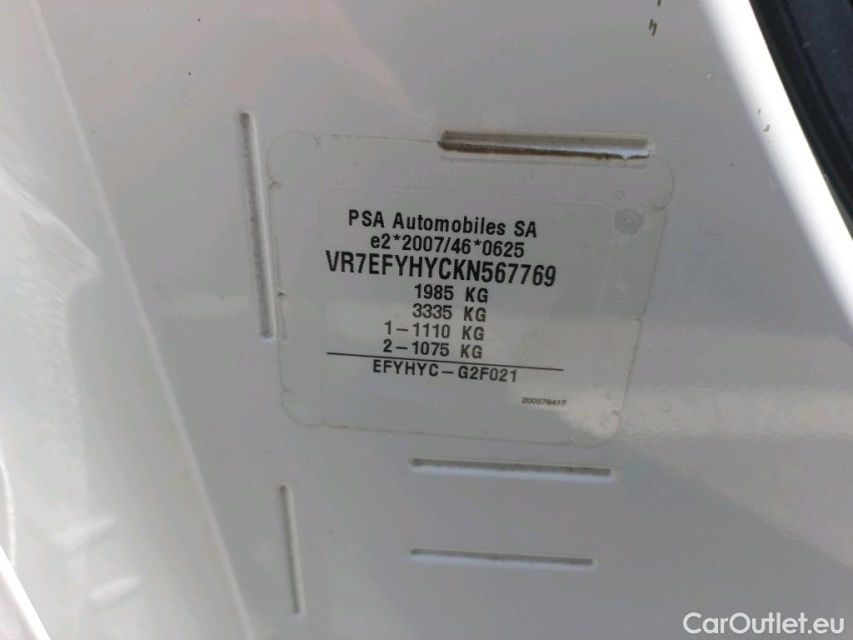 PSA Automobiles SA
e2*2007/46*0625
VR7EFYHYCKN567769
1985 KG
3335 KG
1-1110 KG
2-1075 KG
EFYHYC-G2F021
200578417
CarOutlet.eu